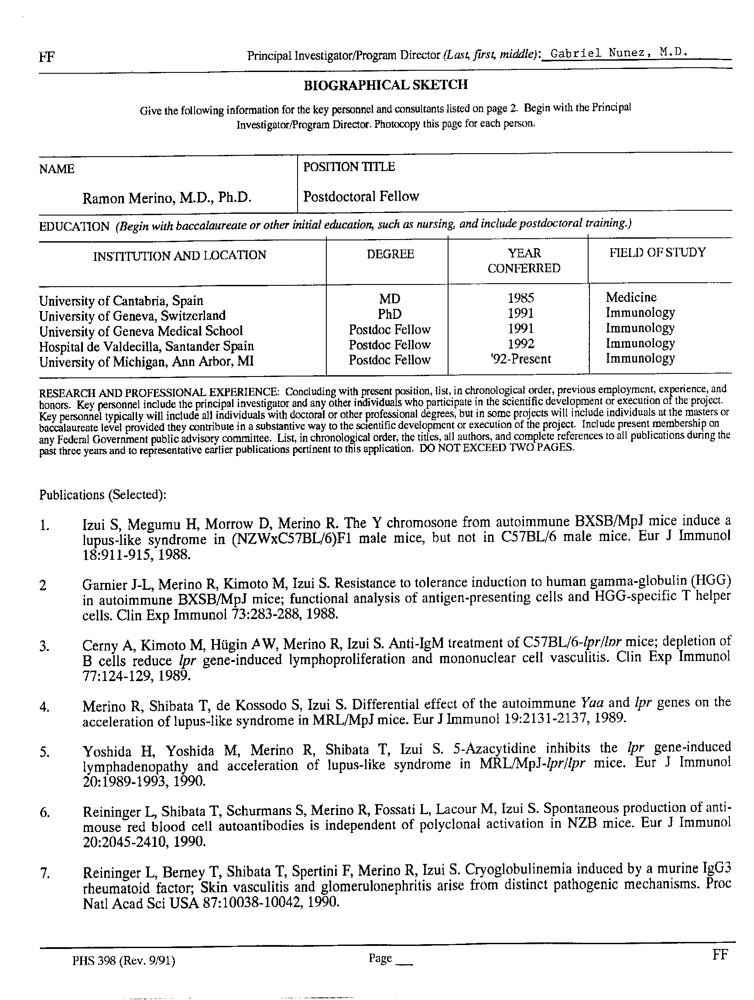 FF
Principal Investigator/Program Director (Last, first, middle): Gabriel Nunez, M.D.
BIOGRAPHICAL SKETCH
Give the following information for the key personnel and consultants listed on page 2. Begin with the Principal
Investigator/Program Director. Photocopy this page for each person.
NAME
POSITION TITLE
Ramon Merino, M.D., Ph.D.
Postdoctoral Fellow
EDUCATION (Begin with baccalaureate or other initial education, such as nursing, and include postdoctoral training.)
INSTITUTION AND LOCATION DEGREE YEAR FIELD OF STUDY
CONFERRED
University of Cantabria, Spain MD 1985 Medicine
University of Geneva, Switzerland PhD 1991 Immunology
University of Geneva Medical School Postdoc Fellow 1991 Immunology
Hospital de Valdecilla, Santander Spain Postdoc Fellow 1992 Immunology
University of Michigan, Ann Arbor, MI Postdoc Fellow '92-Present Immunology
RESEARCH AND PROFESSIONAL EXPERIENCE: Concluding with present position, list, in chronological order, previous employment, experience, and
honors. Key personnel include the principal investigator and any other individuals who participate in the scientific development or execution of the project.
Key personnel typically will include all individuals with doctoral or other professional degrees, but in some projects will include individuals at the masters or
baccalaureate level provided they contribute in a substantive way to the scientific development or execution of the project. Include present membership on
any Federal Government public advisory committee. List, in chronological order, the titles, all authors, and complete references to all publications during the
past three years and to representative earlier publications pertinent to this application. DO NOT EXCEED TWO PAGES.
Publications (Selected):
1. Izui S, Megumu H, Morrow D, Merino R. The Y chromosone from autoimmune BXSB/MpJ mice induce a
lupus-like syndrome in (NZWxC57BL/6)F1 male mice, but not in C57BL/6 male mice. Eur J Immunol
18:911-915, 1988.
2 Garnier J-L, Merino R, Kimoto M, Izui S. Resistance to tolerance induction to human gamma-globulin (HGG)
in autoimmune BXSB/MpJ mice; functional analysis of antigen-presenting cells and HGG-specific T helper
cells. Clin Exp Immunol 73:283-288, 1988.
3. Cerny A, Kimoto M, Hügin AW, Merino R, Izui S. Anti-IgM treatment of C57BL/6-lpr/lpr mice; depletion of
B cells reduce lpr gene-induced lymphoproliferation and mononuclear cell vasculitis. Clin Exp Immunol
77:124-129, 1989.
4. Merino R, Shibata T, de Kossodo S, Izui S. Differential effect of the autoimmune Yaa and lpr genes on the
acceleration of lupus-like syndrome in MRL/MpJ mice. Eur J Immunol 19:2131-2137, 1989.
5. Yoshida H, Yoshida M, Merino R, Shibata T, Izui S. 5-Azacytidine inhibits the lpr gene-induced
lymphadenopathy and acceleration of lupus-like syndrome in MRL/MpJ-lpr/lpr mice. Eur J Immunol
20:1989-1993, 1990.
6. Reininger L, Shibata T, Schurmans S, Merino R, Fossati L, Lacour M, Izui S. Spontaneous production of anti-
mouse red blood cell autoantibodies is independent of polyclonal activation in NZB mice. Eur J Immunol
20:2045-2410, 1990.
7. Reininger L, Berney T, Shibata T, Spertini F, Merino R, Izui S. Cryoglobulinemia induced by a murine IgG3
rheumatoid factor; Skin vasculitis and glomerulonephritis arise from distinct pathogenic mechanisms. Proc
Natl Acad Sci USA 87:10038-10042, 1990.
PHS 398 (Rev. 9/91) Page __ FF